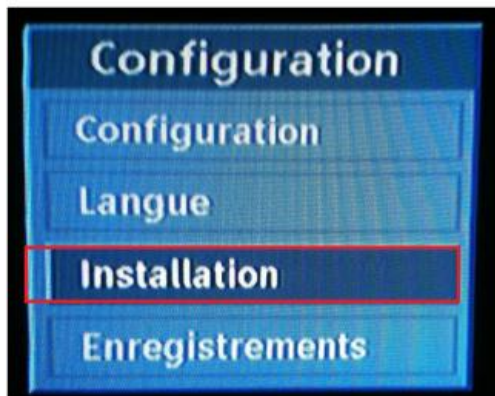 Configuration
Configuration
Langue
Installation
Enregistrements